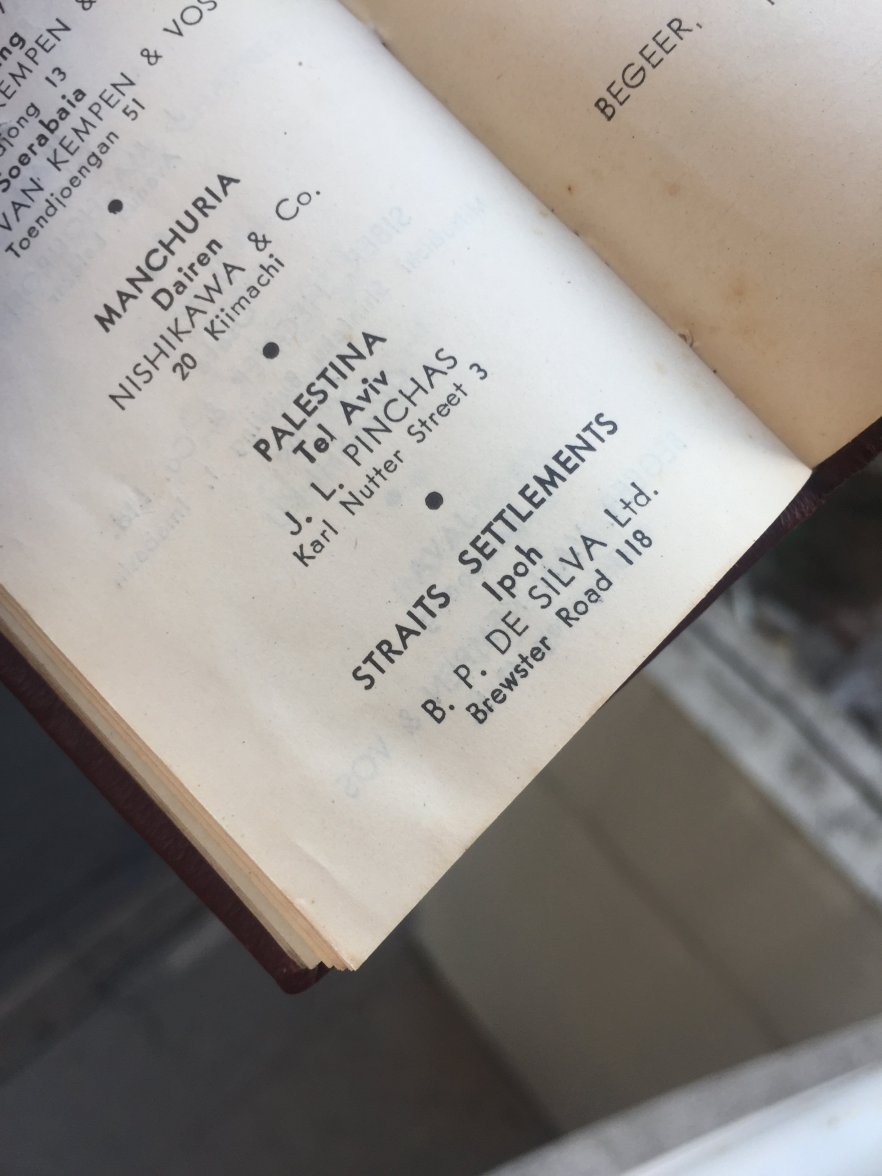 KEMPEN &
13
Soerabaia
VAN KEMPEN & VOS
Toendjoengan 51
MANCHURIA
Dairen
NISHIKAWA & Co.
20 Kiimachi
PALESTINA
Tel Aviv
J. L. PINCHAS
Karl Nutter Street 3
STRAITS SETTLEMENTS
Ipoh
B. P. DE SILVA Ltd.
Brewster Road 118
BEGEER,